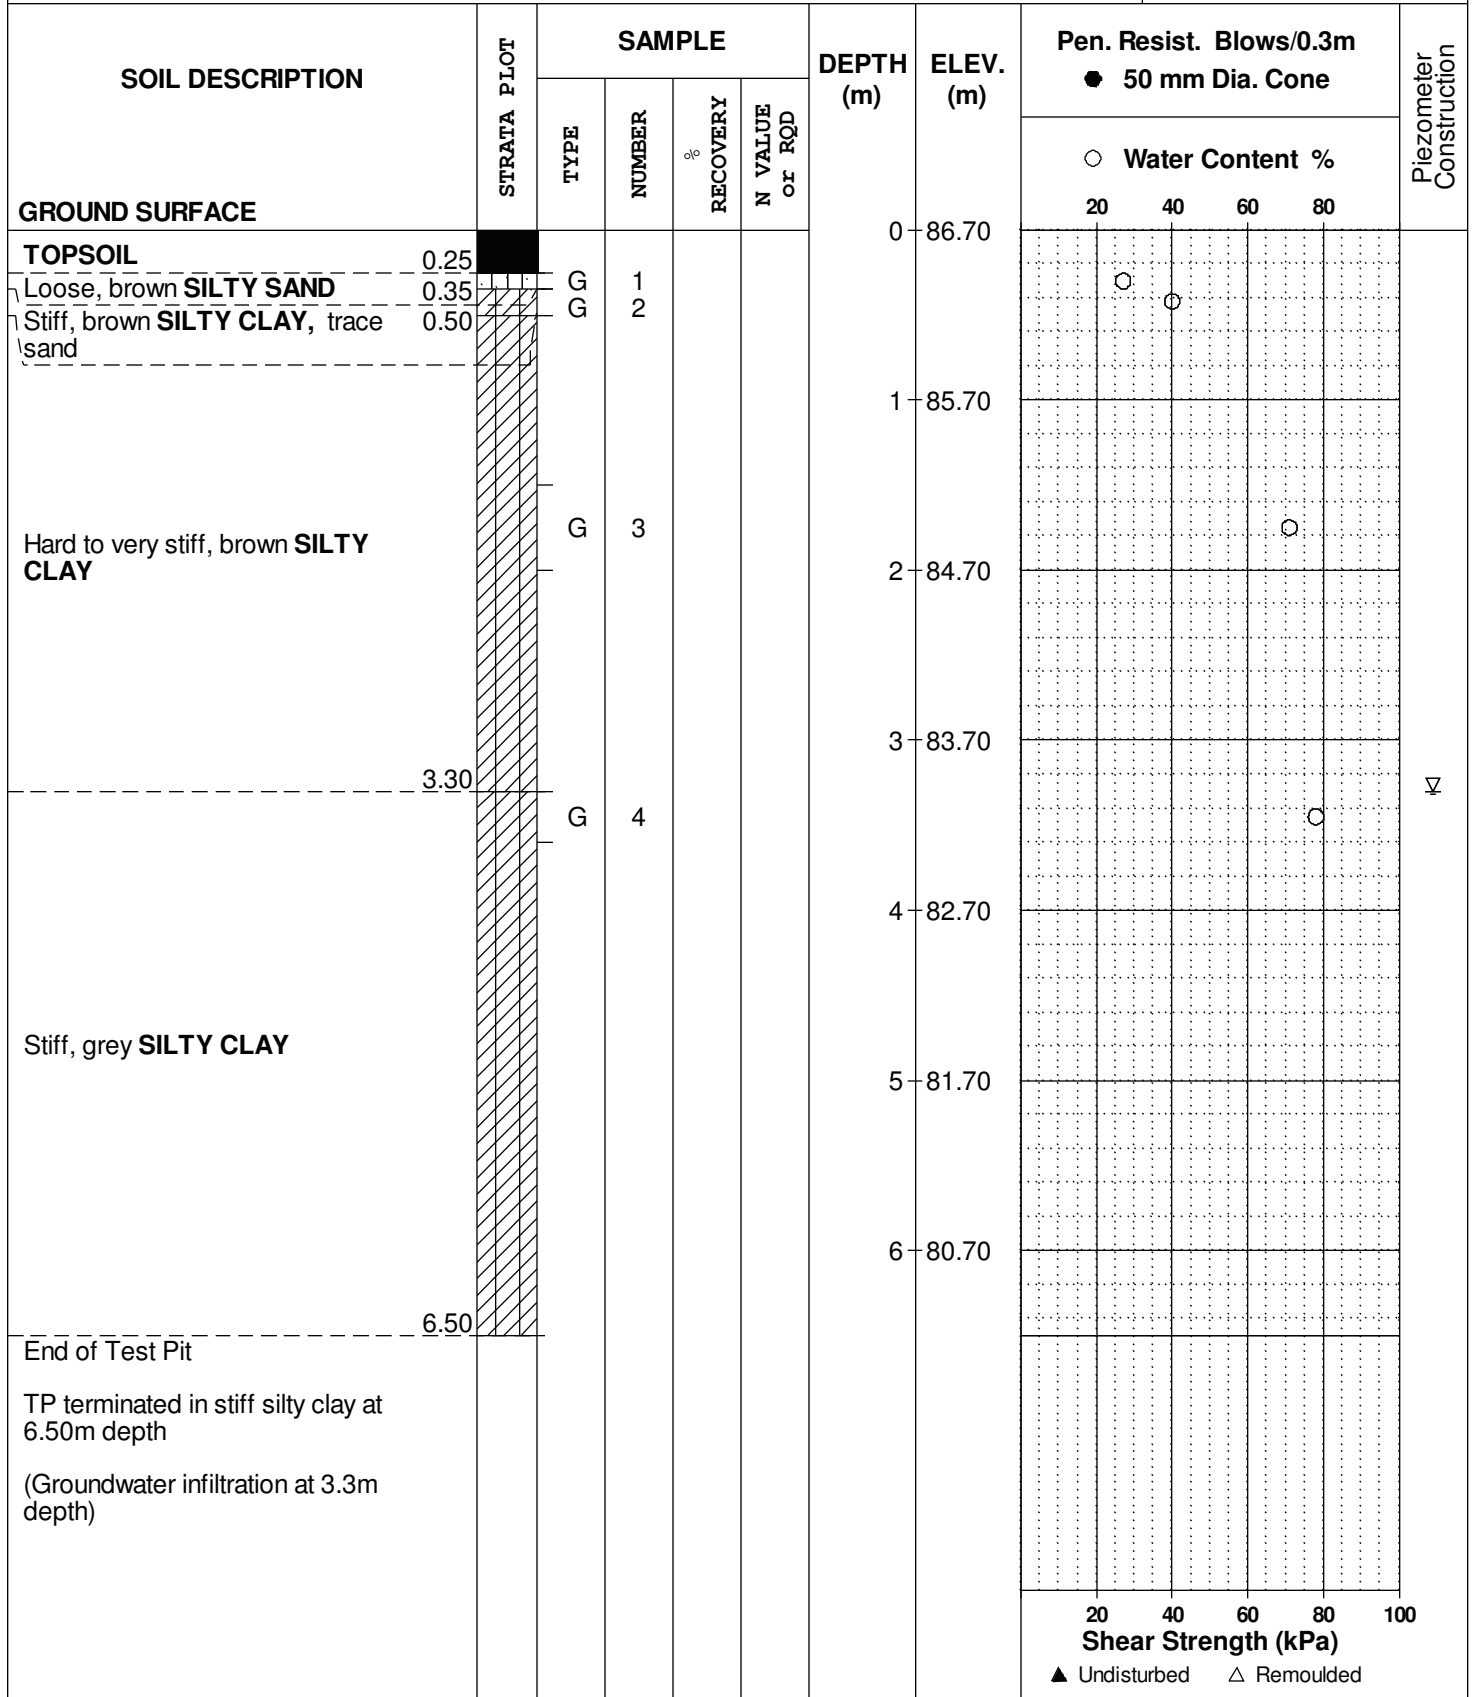 SOIL DESCRIPTION
GROUND SURFACE
STRATA PLOT
SAMPLE
TYPE
NUMBER
% RECOVERY
N VALUE or RQD
DEPTH (m)
ELEV. (m)
Pen. Resist. Blows/0.3m
● 50 mm Dia. Cone
○ Water Content %
20 40 60 80
Piezometer Construction
0 86.70
TOPSOIL 0.25
Loose, brown SILTY SAND 0.35
G 1
Stiff, brown SILTY CLAY, trace 0.50
sand
G 2
1 85.70
Hard to very stiff, brown SILTY
CLAY
G 3
2 84.70
3 83.70
3.30
G 4
4 82.70
Stiff, grey SILTY CLAY
5 81.70
6 80.70
6.50
End of Test Pit
TP terminated in stiff silty clay at
6.50m depth
(Groundwater infiltration at 3.3m
depth)
20 40 60 80 100
Shear Strength (kPa)
▲ Undisturbed △ Remoulded